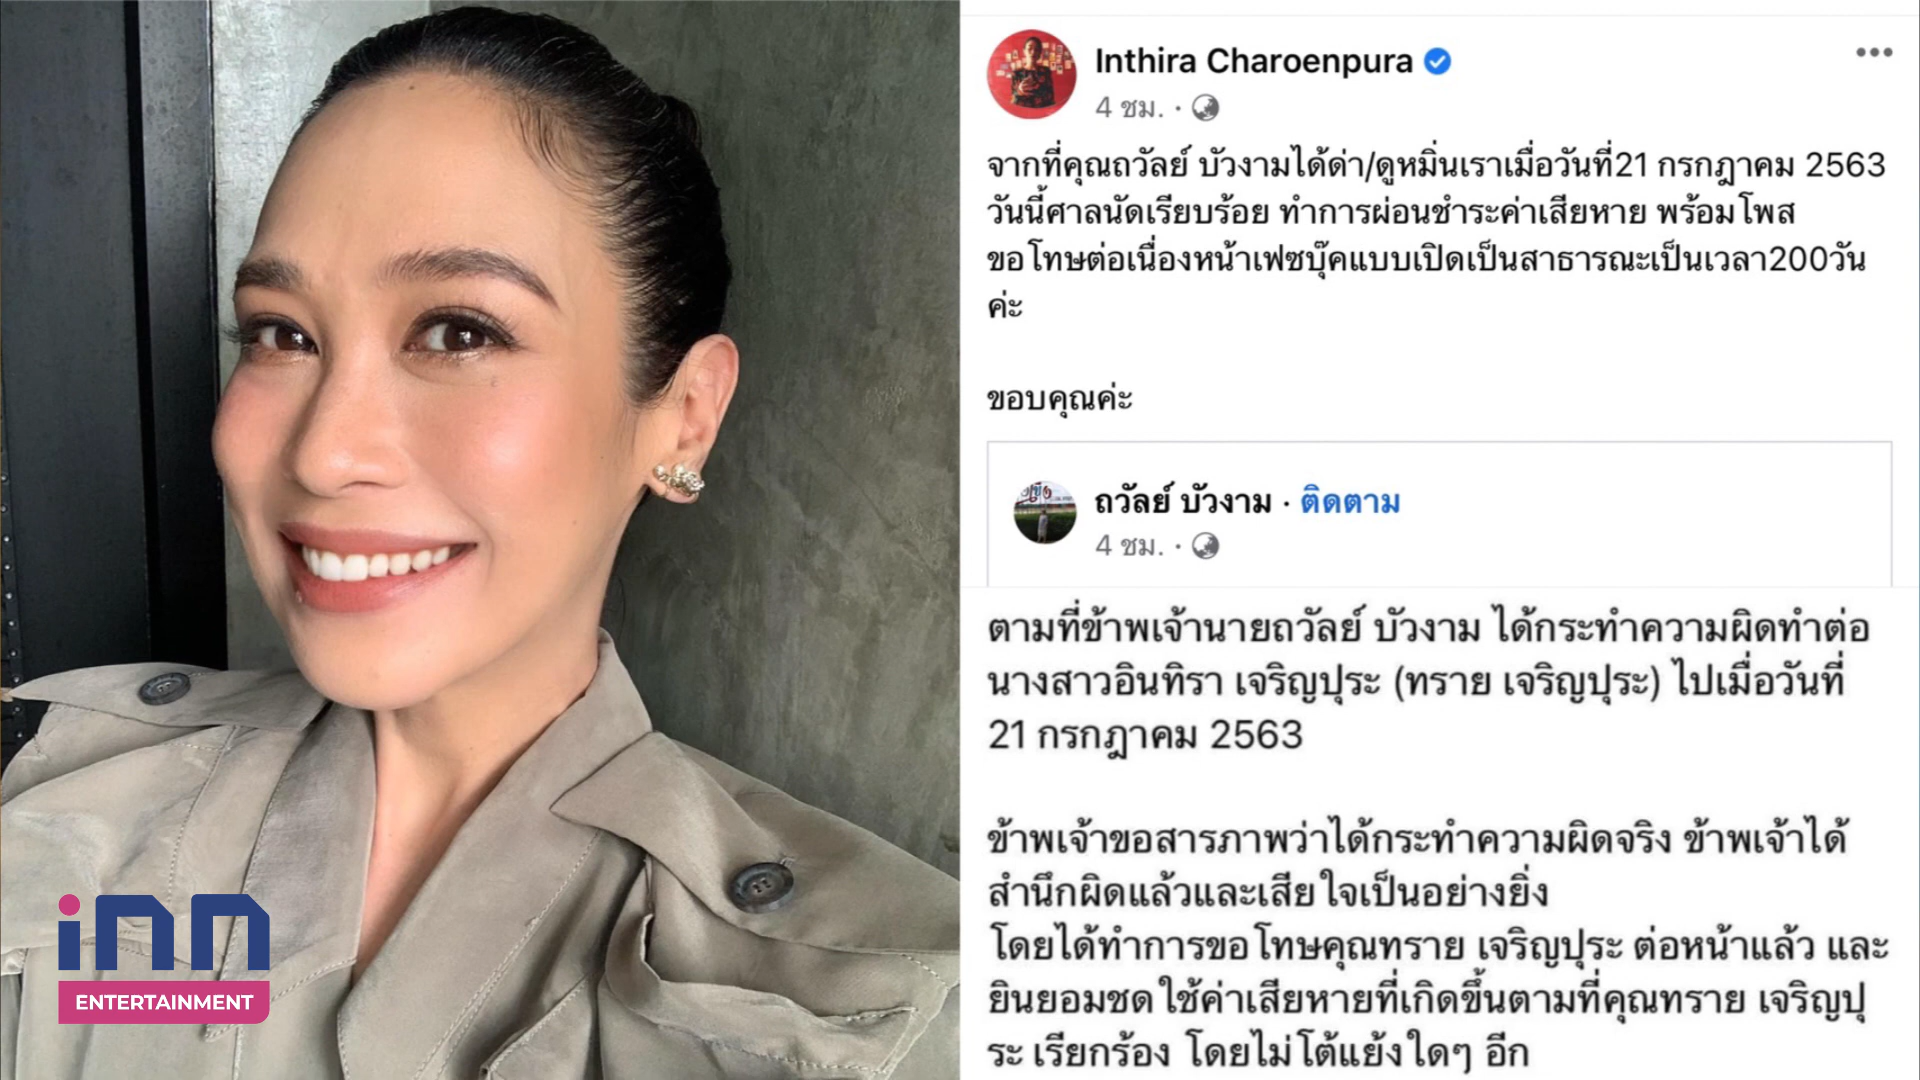 Inthira Charoenpura
4 ชม. ·
จากที่คุณถวัลย์ บัวงามได้ด่า/ดูหมิ่นเราเมื่อวันที่21 กรกฎาคม 2563
วันนี้ศาลนัดเรียบร้อย ทำการผ่อนชำระค่าเสียหาย พร้อมโพส
ขอโทษต่อเนื่องหน้าเฟซบุ๊คแบบเปิดเป็นสาธารณะเป็นเวลา200วัน
ค่ะ
ขอบคุณค่ะ
ถวัลย์ บัวงาม · ติดตาม
4 ชม. ·
ตามที่ข้าพเจ้านายถวัลย์ บัวงาม ได้กระทำความผิดทำต่อ
นางสาวอินทิรา เจริญปุระ (ทราย เจริญปุระ) ไปเมื่อวันที่
21 กรกฎาคม 2563
ข้าพเจ้าขอสารภาพว่าได้กระทำความผิดจริง ข้าพเจ้าได้
สำนึกผิดแล้วและเสียใจเป็นอย่างยิ่ง
โดยได้ทำการขอโทษคุณทราย เจริญปุระ ต่อหน้าแล้ว และ
ยินยอมชดใช้ค่าเสียหายที่เกิดขึ้นตามที่คุณทราย เจริญปุ
ระ เรียกร้อง โดยไม่โต้แย้งใดๆ อีก
inn
ENTERTAINMENT